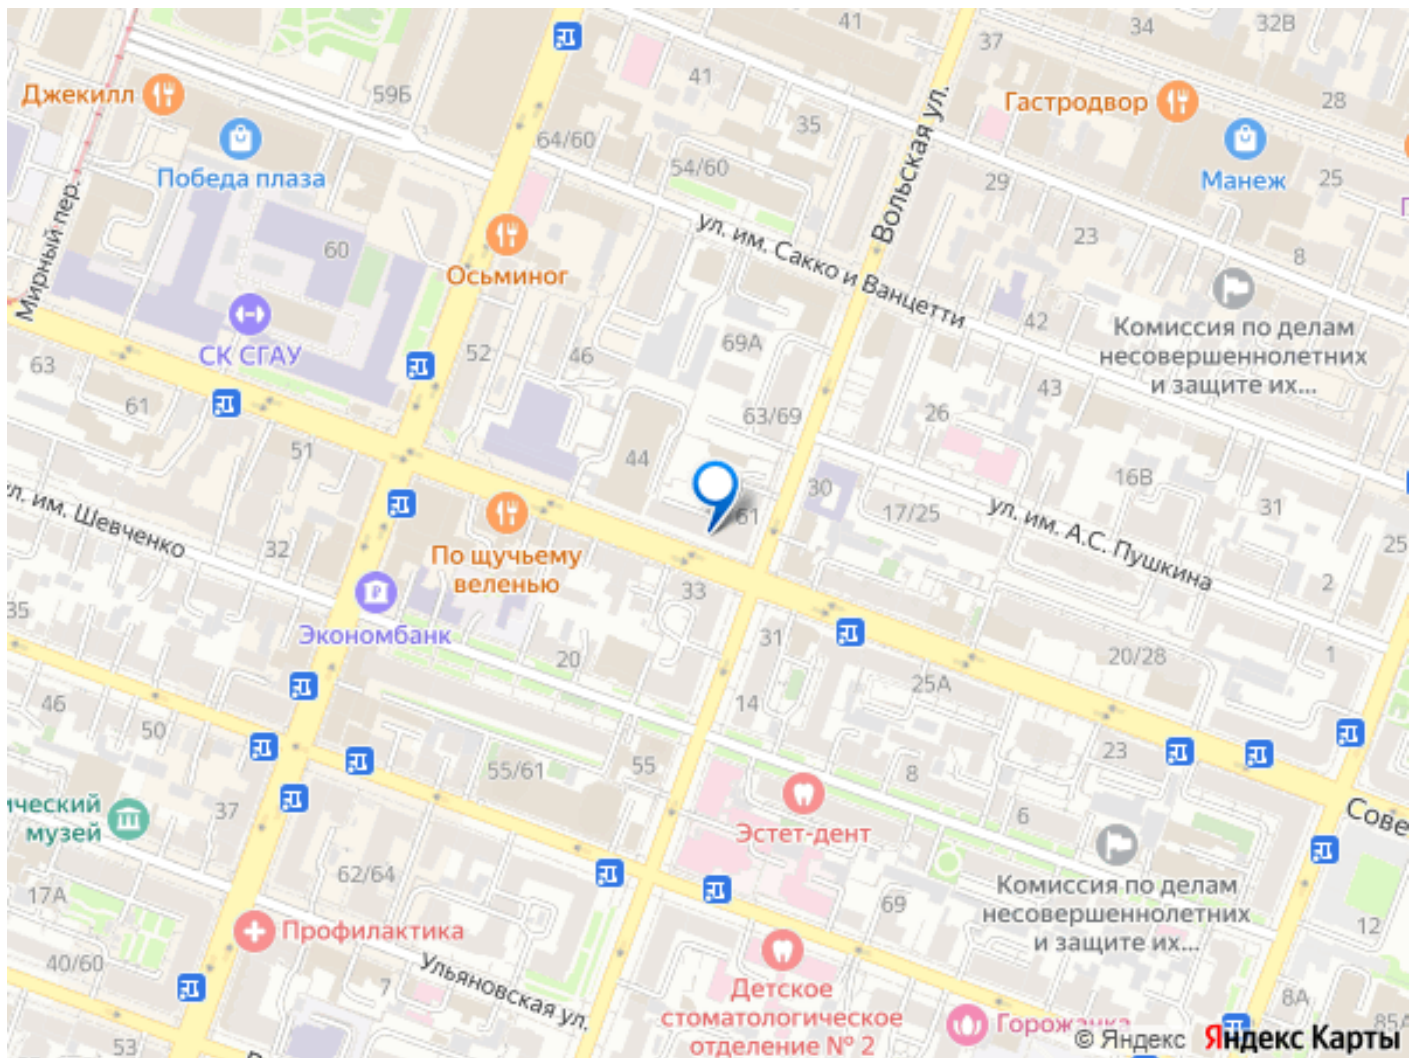 41
34
32В
37
Джекилл
59Б
41
Гастродвор
28
35
64/60
Победа плаза
54/60
Вольская ул.
Манеж
25
29
Мирный пер.
60
Осьминог
ул. им. Сакко и Ванцетти
23
8
СК СГАУ
52
46
69А
42
Комиссия по делам
несовершеннолетних
и защите их...
63
61
43
63/69
26
51
44
16В
ул. им. Шевченко
30
61
17/25
31
ул. им. А.С. Пушкина
32
По щучьему
веленью
25
33
2
35
Экономбанк
31
20
20/28
1
25А
46
14
50
23
55/61
55
8
ический
музей
37
Эстет-дент
6
Сове
62/64
Комиссия по делам
несовершеннолетних
и защите их...
17А
69
12
Профилактика
40/60
Ульяновская ул.
7
Детское
стоматологическое
отделение № 2
8А
85А
Горожанка
53
© Яндекс Яндекс Карты